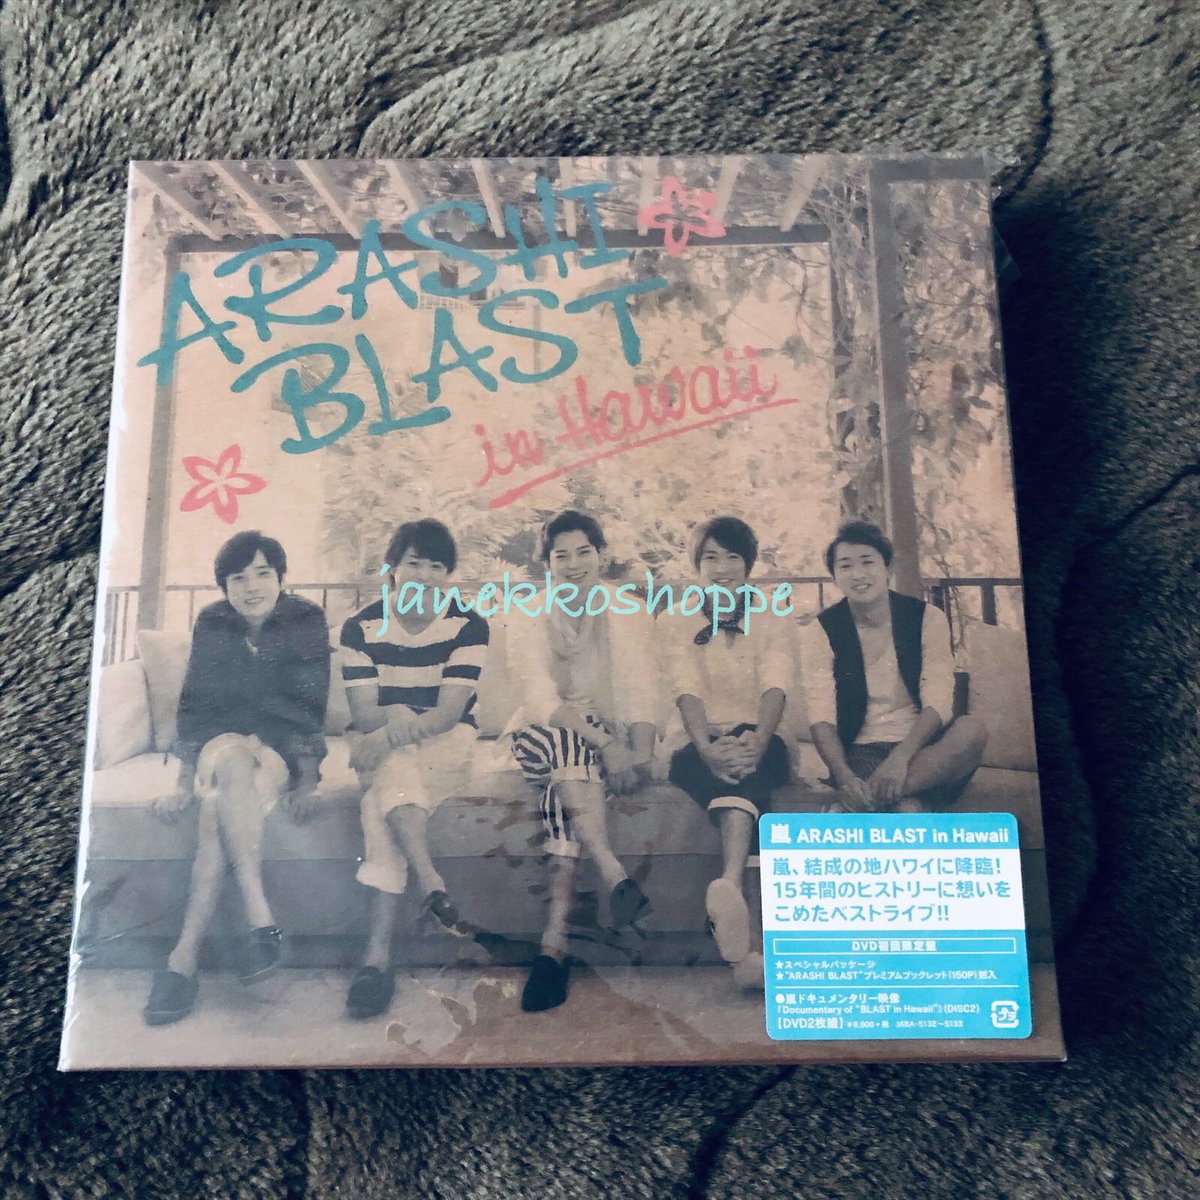 ARASHI
BLAST
in Hawaii
janekkoshoppe
嵐 ARASHI BLAST in Hawaii
嵐、結成の地ハワイに降臨!
15年間のヒストリーに想いを
こめたベストライブ!!
DVD初回限定盤
★スペシャルパッケージ
★"ARASHI BLAST"プレミアムブックレット(150P)封入
●嵐ドキュメンタリー映像
『Documentary of "BLAST in Hawaii"』(DISC2)
【DVD2枚組】 ¥6,000+税 JABA-5132~5133
プラ